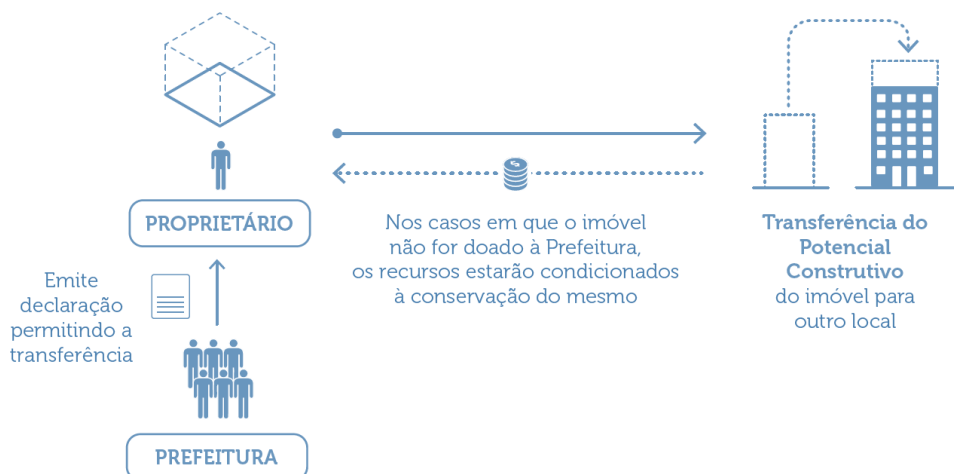 PROPRIETÁRIO
Emite
declaração
permitindo a
transferência
PREFEITURA
Nos casos em que o imóvel
não for doado à Prefeitura,
os recursos estarão condicionados
à conservação do mesmo
Transferência do
Potencial
Construtivo
do imóvel para
outro local